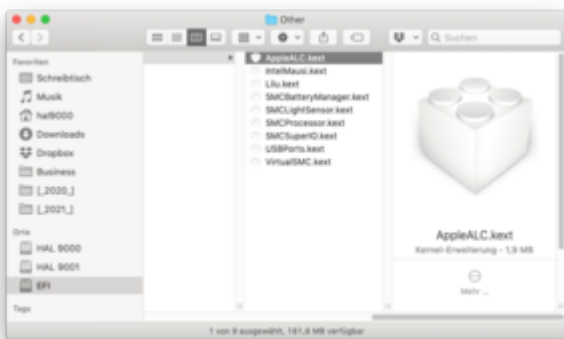 Other
Suchen
Favoriten
Schreibtisch
Musik
hal9000
Downloads
Dropbox
Business
[_2020_]
[_2021_]
Orte
HAL 9000
HAL 9001
EFI
Tags
AppleALC.kext
IntelMausi.kext
Lilu.kext
SMCBatteryManager.kext
SMCLightSensor.kext
SMCProcessor.kext
SMCSuperIO.kext
USBPorts.kext
VirtualSMC.kext
AppleALC.kext
Kernel-Erweiterung - 1,9 MB
Mehr ...
1 von 9 ausgewählt, 181,6 MB verfügbar